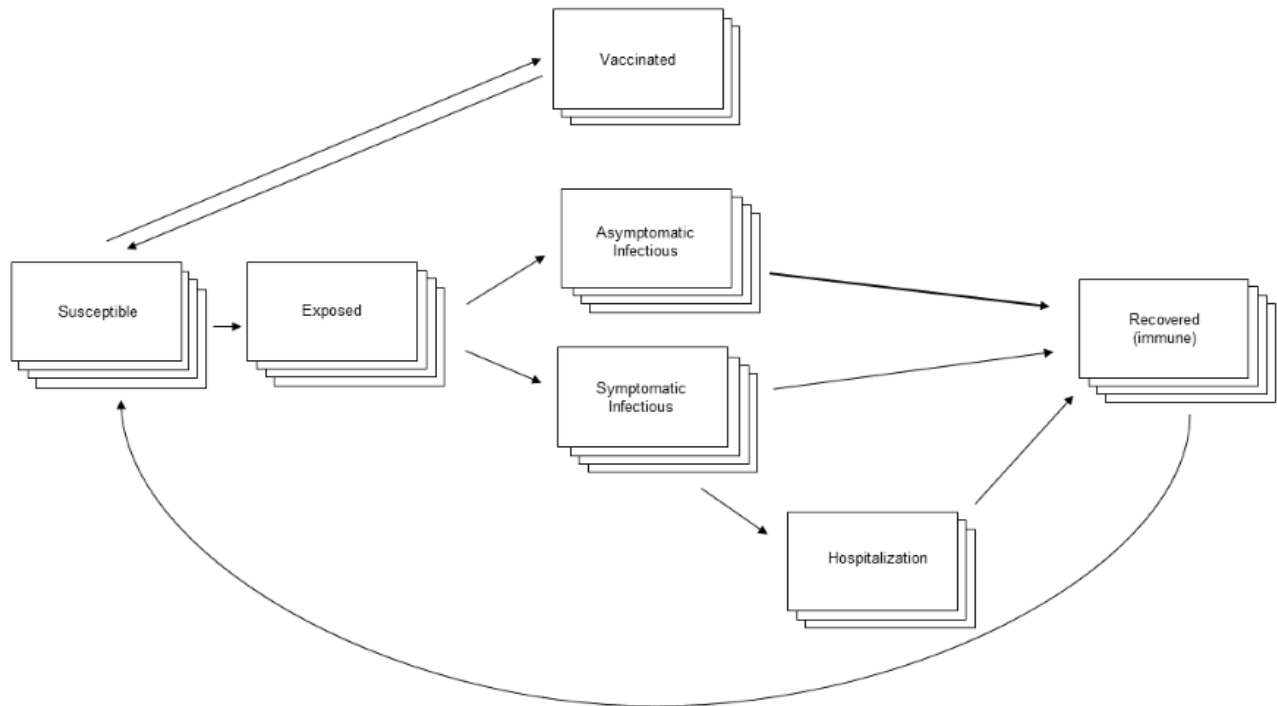 Vaccinated
Asymptomatic
Infectious
Susceptible
Exposed
Recovered
(immune)
Symptomatic
Infectious
Hospitalization